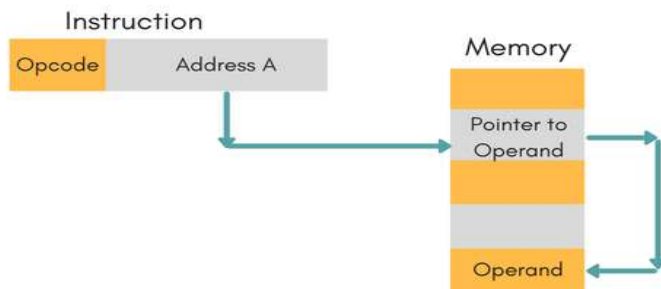 Instruction
Opcode Address A
Memory
Pointer to
Operand
Operand